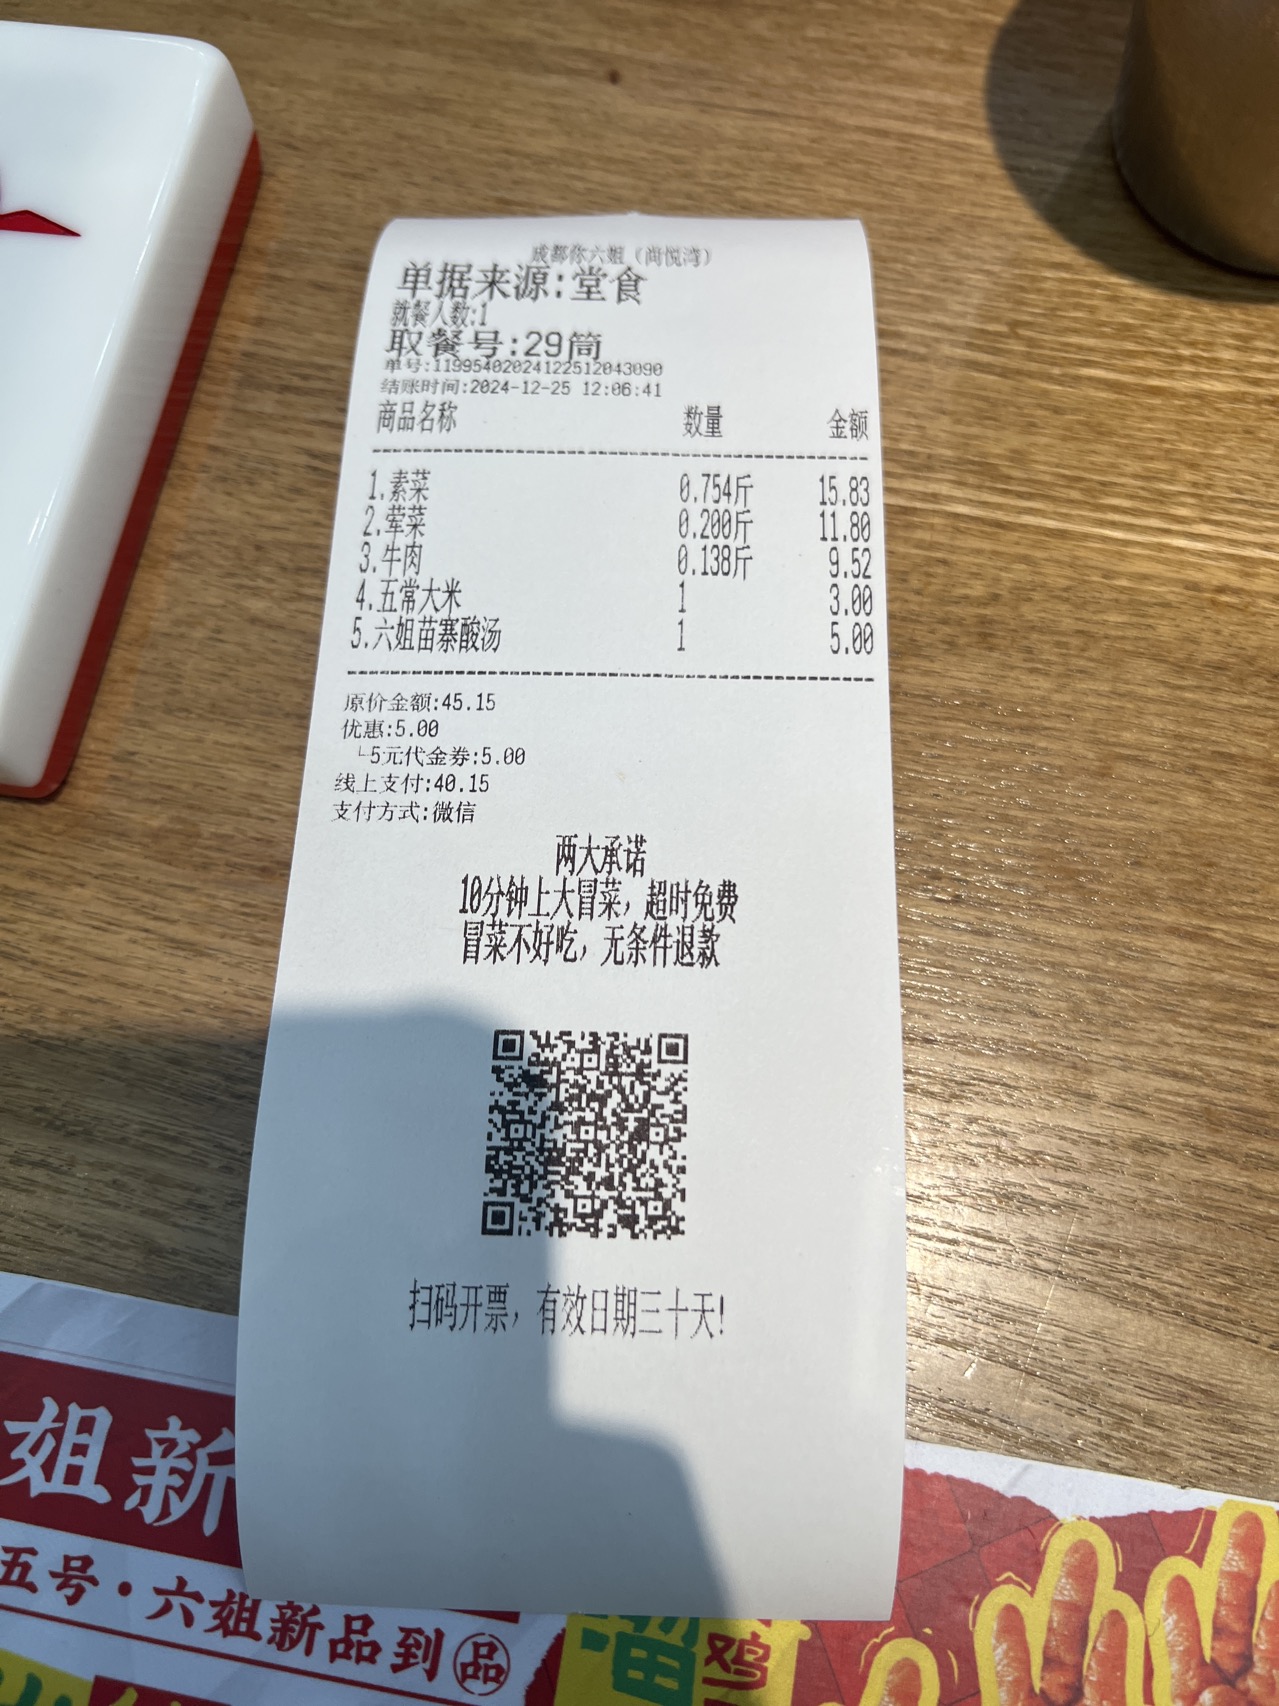 成都你六姐（尚悦湾）
单据来源:堂食
就餐人数:1
取餐号:29筒
单号:11995402024122512043090
结账时间:2024-12-25 12:06:41
商品名称 数量 金额
1.素菜 0.754斤 15.83
2.荤菜 0.200斤 11.80
3.牛肉 0.138斤 9.52
4.五常大米 1 3.00
5.六姐苗寨酸汤 1 5.00
原价金额:45.15
优惠:5.00
└5元代金券:5.00
线上支付:40.15
支付方式:微信
两大承诺
10分钟上大冒菜，超时免费
冒菜不好吃，无条件退款
扫码开票，有效日期三十天!
姐新
五号·六姐新品到品
鸡